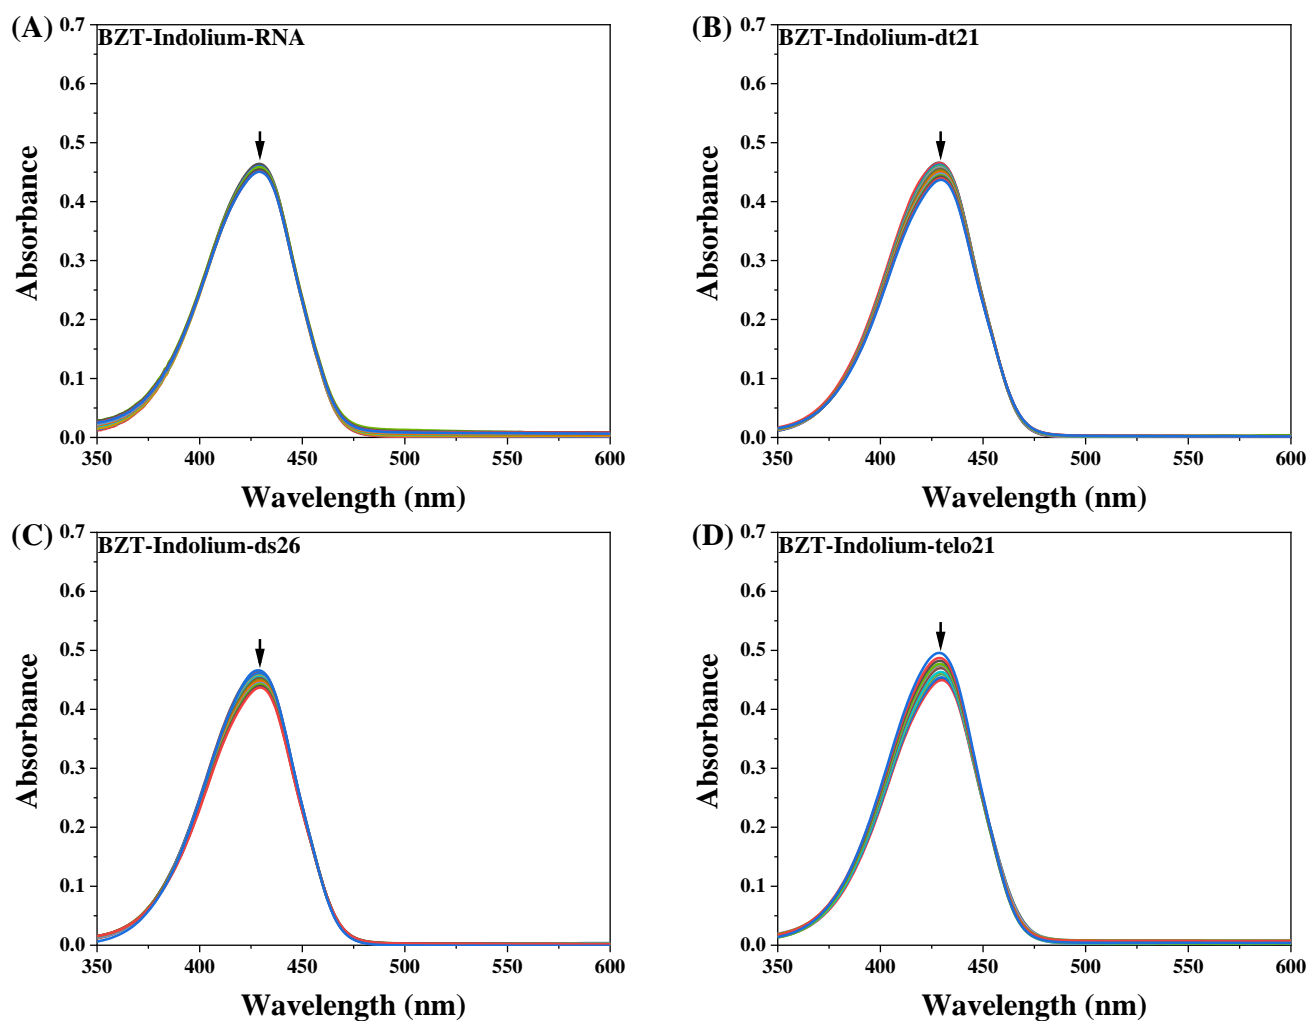 (A)
BZT-Indolium-RNA
0.7
0.6
0.5
0.4
0.3
0.2
0.1
0.0
Absorbance
350 400 450 500 550 600
Wavelength (nm)
(B)
BZT-Indolium-dt21
0.7
0.6
0.5
0.4
0.3
0.2
0.1
0.0
Absorbance
350 400 450 500 550 600
Wavelength (nm)
(C)
BZT-Indolium-ds26
0.7
0.6
0.5
0.4
0.3
0.2
0.1
0.0
Absorbance
350 400 450 500 550 600
Wavelength (nm)
(D)
BZT-Indolium-telo21
0.7
0.6
0.5
0.4
0.3
0.2
0.1
0.0
Absorbance
350 400 450 500 550 600
Wavelength (nm)